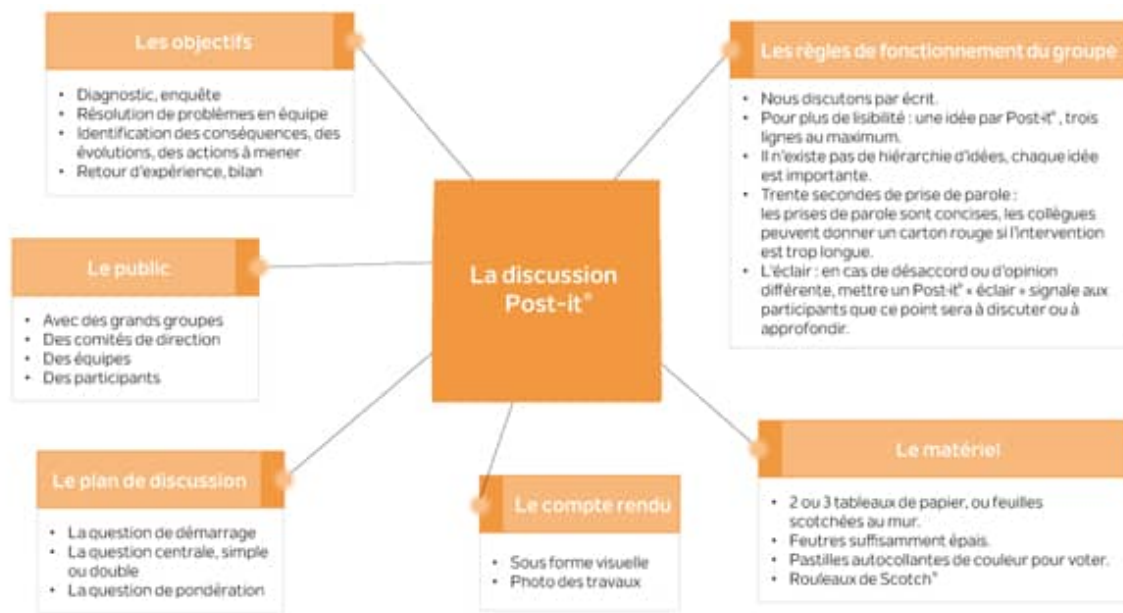 Les objectifs
• Diagnostic, enquête
• Résolution de problèmes en équipe
• Identification des conséquences, des
évolutions, des actions à mener
• Retour d'expérience, bilan
Les règles de fonctionnement du groupe
• Nous discutons par écrit.
• Pour plus de lisibilité : une idée par Post-it®, trois
lignes au maximum.
• Il n'existe pas de hiérarchie d'idées, chaque idée
est importante.
• Trente secondes de prise de parole :
les prises de parole sont concises, les collègues
peuvent donner un carton rouge si l'intervention
est trop longue.
• L'éclair : en cas de désaccord ou d'opinion
différente, mettre un Post-it® « éclair » signale aux
participants que ce point sera à discuter ou à
approfondir.
La discussion
Post-it®
Le public
• Avec des grands groupes
• Des comités de direction
• Des équipes
• Des participants
Le plan de discussion
• La question de démarrage
• La question centrale, simple
ou double
• La question de pondération
Le compte rendu
• Sous forme visuelle
• Photo des travaux
Le matériel
• 2 ou 3 tableaux de papier, ou feuilles
scotchées au mur.
• Feutres suffisamment épais.
• Pastilles autocollantes de couleur pour voter.
• Rouleaux de Scotch®